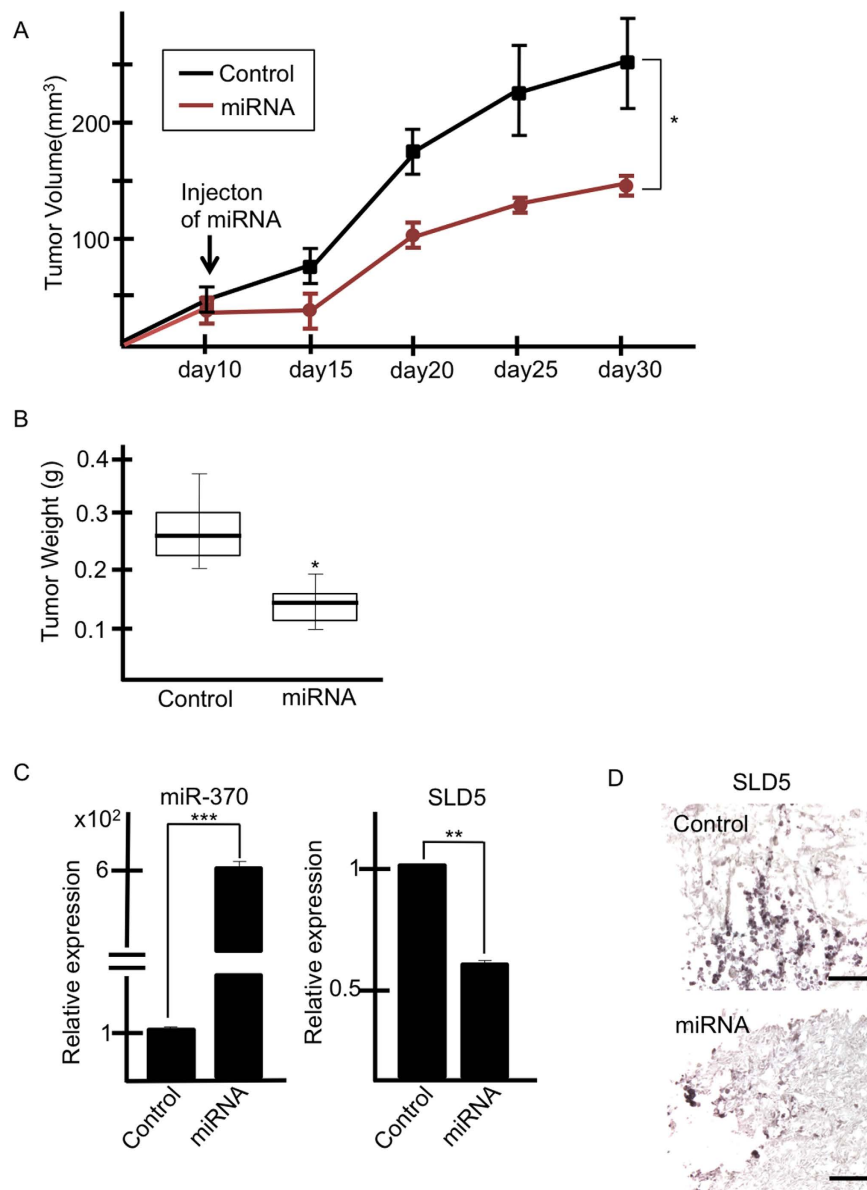 A
Control
miRNA
Tumor Volume(mm³)
200
100
Injecton
of miRNA
*
day10 day15 day20 day25 day30
B
Tumor Weight (g)
0.4
0.3
0.2
0.1
*
Control miRNA
C
miR-370
x10²
***
Relative expression
6
1
Control
miRNA
SLD5
**
Relative expression
1
0.5
Control
miRNA
D
SLD5
Control
miRNA